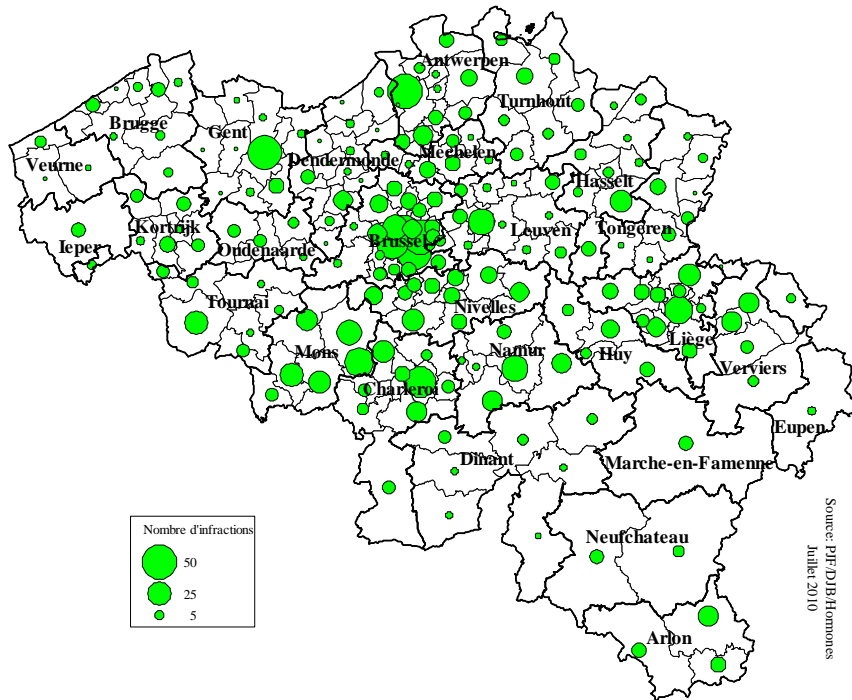 Antwerpen
Turnhout
Brugge
Gent
Mechelen
Dendermonde
Veurne
Hasselt
Kortrijk
Leuven
Tongeren
Ieper
Oudenaarde
Brussel
Tournai
Nivelles
Liège
Mons
Namur
Huy
Verviers
Charleroi
Eupen
Dinant
Marche-en-Famenne
Neufchateau
Arlon
Nombre d'infractions
50
25
5
Source: PJF/DJB/Hormones
Juillet 2010